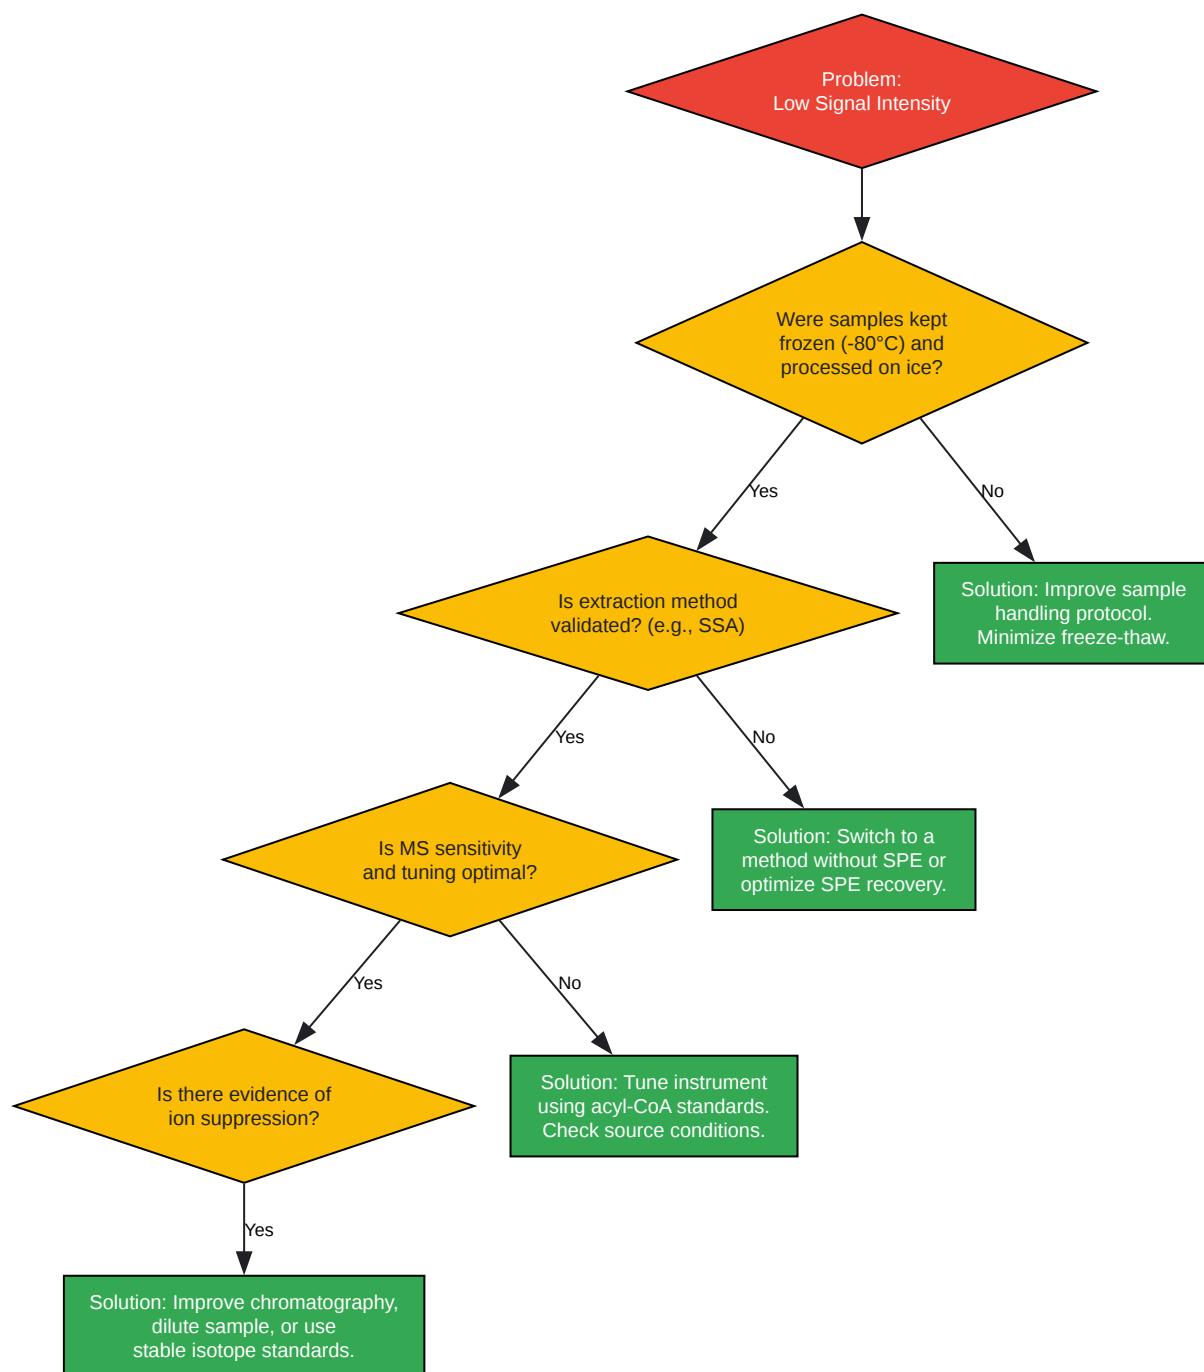 Problem:
Low Signal Intensity
Were samples kept
frozen (-80°C) and
processed on ice?
Yes
No
Is extraction method
validated? (e.g., SSA)
Solution: Improve sample
handling protocol.
Minimize freeze-thaw.
Yes
No
Is MS sensitivity
and tuning optimal?
Solution: Switch to a
method without SPE or
optimize SPE recovery.
Yes
No
Is there evidence of
ion suppression?
Solution: Tune instrument
using acyl-CoA standards.
Check source conditions.
Yes
Solution: Improve chromatography,
dilute sample, or use
stable isotope standards.